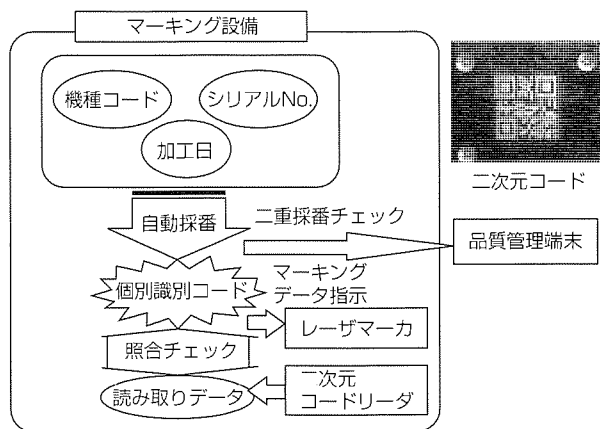 マーキング設備
機種コード
シリアルNo.
加工日
二次元コード
自動採番
二重採番チェック
品質管理端末
個別識別コード
マーキング
データ指示
レーザマーカ
照合チェック
読み取りデータ
二次元
コードリーダ